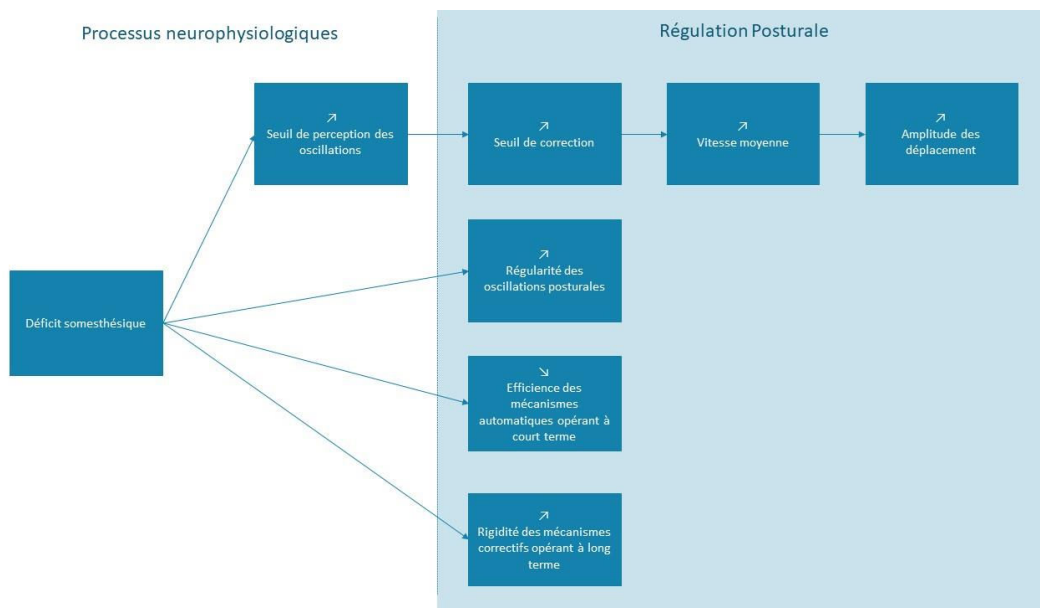 Processus neurophysiologiques
Régulation Posturale
↗
Seuil de perception des
oscillations
↗
Seuil de correction
↗
Vitesse moyenne
↗
Amplitude des
déplacement
↗
Régularité des
oscillations posturales
Déficit somesthésique
↘
Efficience des
mécanismes
automatiques opérant à
court terme
↗
Rigidité des mécanismes
correctifs opérant à long
terme